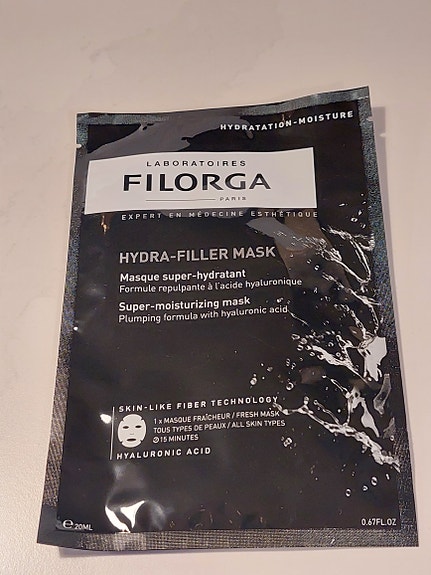 HYDRATATION-MOISTURE
LABORATOIRES
FILORGA
PARIS
EXPERT EN MÉDECINE ESTHÉTIQUE
HYDRA-FILLER MASK
Masque super-hydratant
Formule repulpante à l'acide hyaluronique
Super-moisturizing mask
Plumping formula with hyaluronic acid
SKIN-LIKE FIBER TECHNOLOGY
1 x MASQUE FRAÎCHEUR / FRESH MASK
TOUS TYPES DE PEAUX / ALL SKIN TYPES
15 MINUTES
HYALURONIC ACID
℮ 20ML
0.67FL.OZ